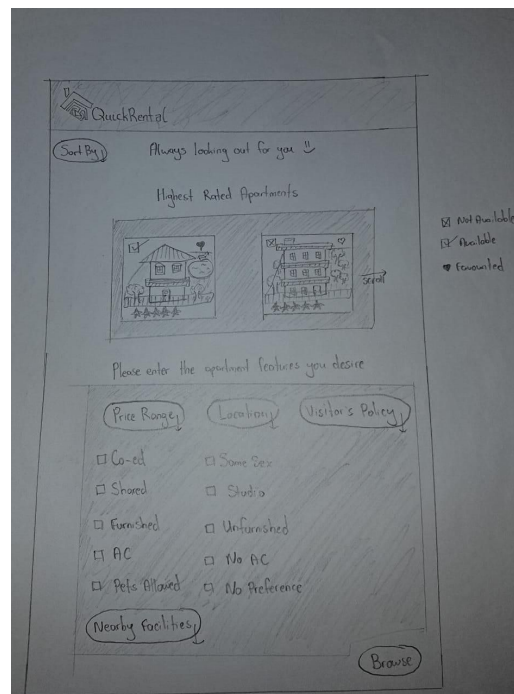 QuickRental
Sort By
Always looking out for you
Highest Rated Apartments
Not Available
Available
Favourited
Scroll
Please enter the apartment features you desire
Price Range
Location
Visitor's Policy
Co-ed
Same Sex
Shared
Studio
Furnished
Unfurnished
AC
No AC
Pets Allowed
No Preference
Nearby Facilities
Browse